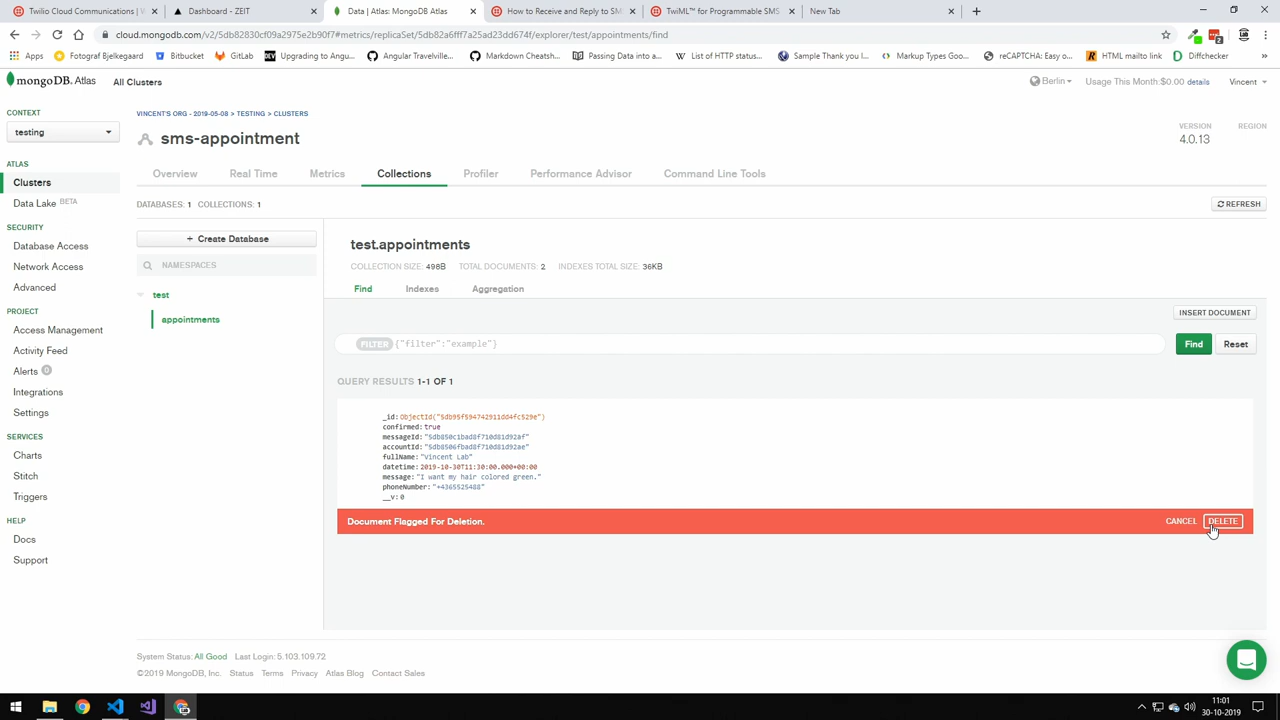 Twilio Cloud Communications | W
Dashboard - ZEIT
Data | Atlas: MongoDB Atlas
How to Receive and Reply to SM
TwiML™ for Programmable SMS
New Tab
cloud.mongodb.com/v2/5db82830cf09a2975e2b90f7#metrics/replicaSet/5db82a6fff7a25ad23dd674f/explorer/test/appointments/find
Apps
Fotograf Bjelkegaard
Bitbucket
GitLab
Upgrading to Angu...
Angular Travelville...
Markdown Cheatsh...
Passing Data into a...
List of HTTP status...
Sample Thank you I...
Markup Types Goo...
reCAPTCHA: Easy o...
HTML mailto link
Diffchecker
»
mongoDB. Atlas
All Clusters
Berlin
Usage This Month:$0.00 details
Vincent
CONTEXT
testing
ATLAS
Clusters
Data Lake BETA
SECURITY
Database Access
Network Access
Advanced
PROJECT
Access Management
Activity Feed
Alerts 0
Integrations
Settings
SERVICES
Charts
Stitch
Triggers
HELP
Docs
Support
VINCENT'S ORG - 2019-05-08 > TESTING > CLUSTERS
sms-appointment
VERSION
4.0.13
REGION
Overview
Real Time
Metrics
Collections
Profiler
Performance Advisor
Command Line Tools
DATABASES: 1 COLLECTIONS: 1
REFRESH
+ Create Database
NAMESPACES
test
appointments
test.appointments
COLLECTION SIZE: 498B TOTAL DOCUMENTS: 2 INDEXES TOTAL SIZE: 36KB
Find
Indexes
Aggregation
INSERT DOCUMENT
FILTER {"filter":"example"}
Find
Reset
QUERY RESULTS 1-1 OF 1
_id:ObjectId("5db95f594742911dd4fc529e")
confirmed:true
messageId:"5db850c1bad8f710d81d92af"
accountId:"5db8506fbad8f710d81d92ae"
fullName:"Vincent Lab"
datetime:2019-10-30T11:30:00.000+00:00
message:"I want my hair colored green."
phoneNumber:"+4365525488"
__v:0
Document Flagged For Deletion.
CANCEL
DELETE
System Status: All Good Last Login: 5.103.109.72
©2019 MongoDB, Inc. Status Terms Privacy Atlas Blog Contact Sales
11:01
30-10-2019